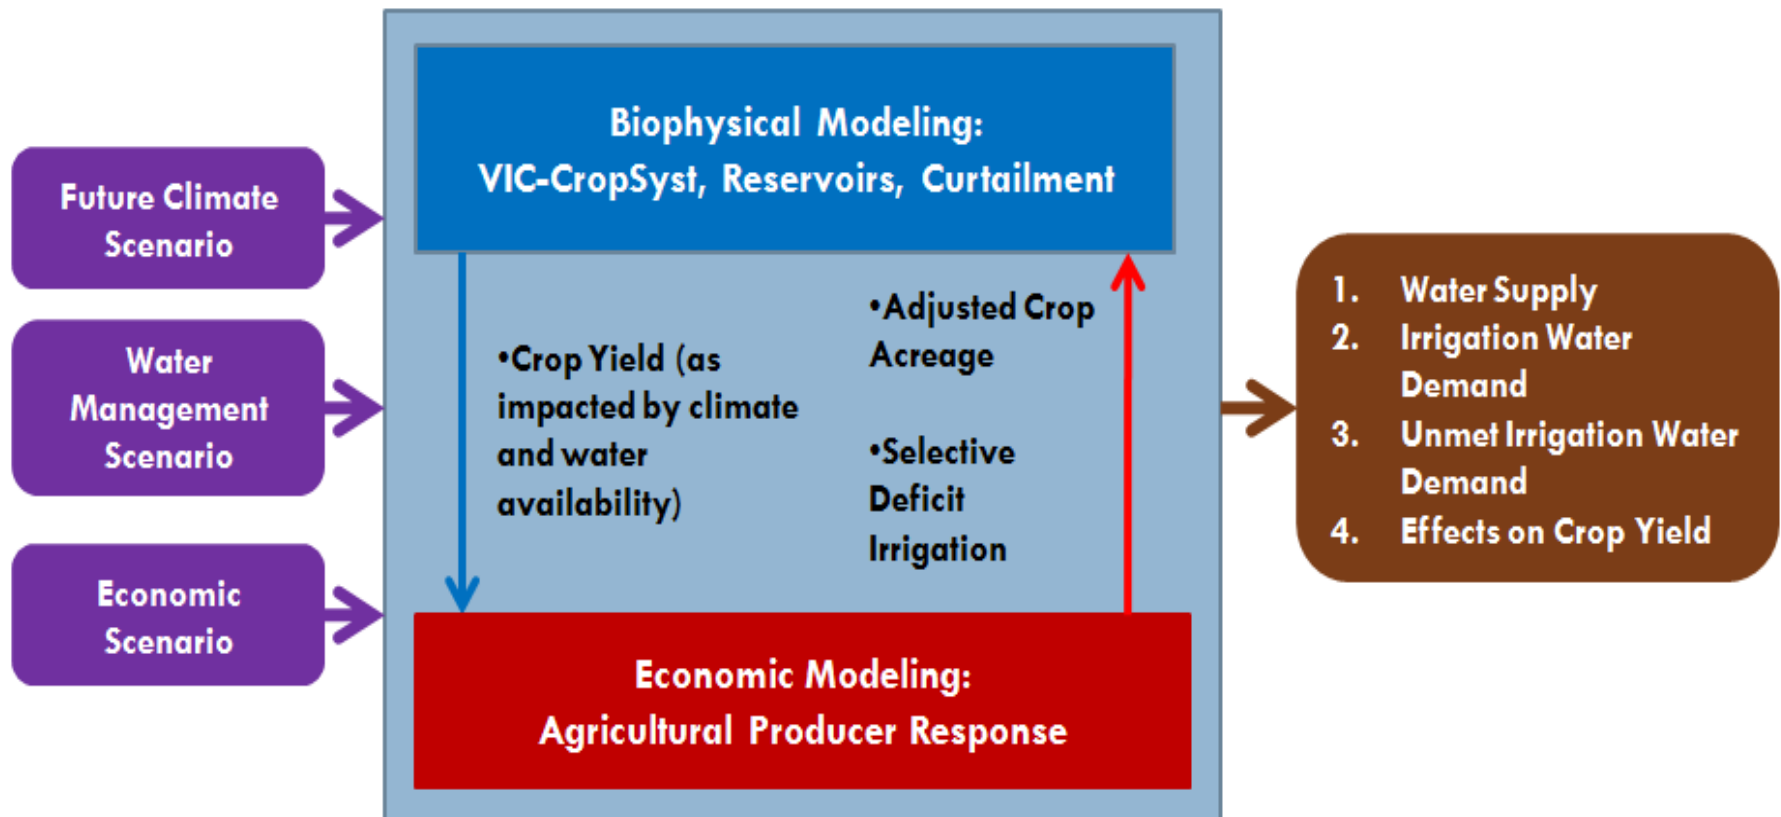 Future Climate
Scenario
Water
Management
Scenario
Economic
Scenario
Biophysical Modeling:
VIC-CropSyst, Reservoirs, Curtailment
•Crop Yield (as
impacted by climate
and water
availability)
•Adjusted Crop
Acreage
•Selective
Deficit
Irrigation
Economic Modeling:
Agricultural Producer Response
1. Water Supply
2. Irrigation Water
Demand
3. Unmet Irrigation Water
Demand
4. Effects on Crop Yield